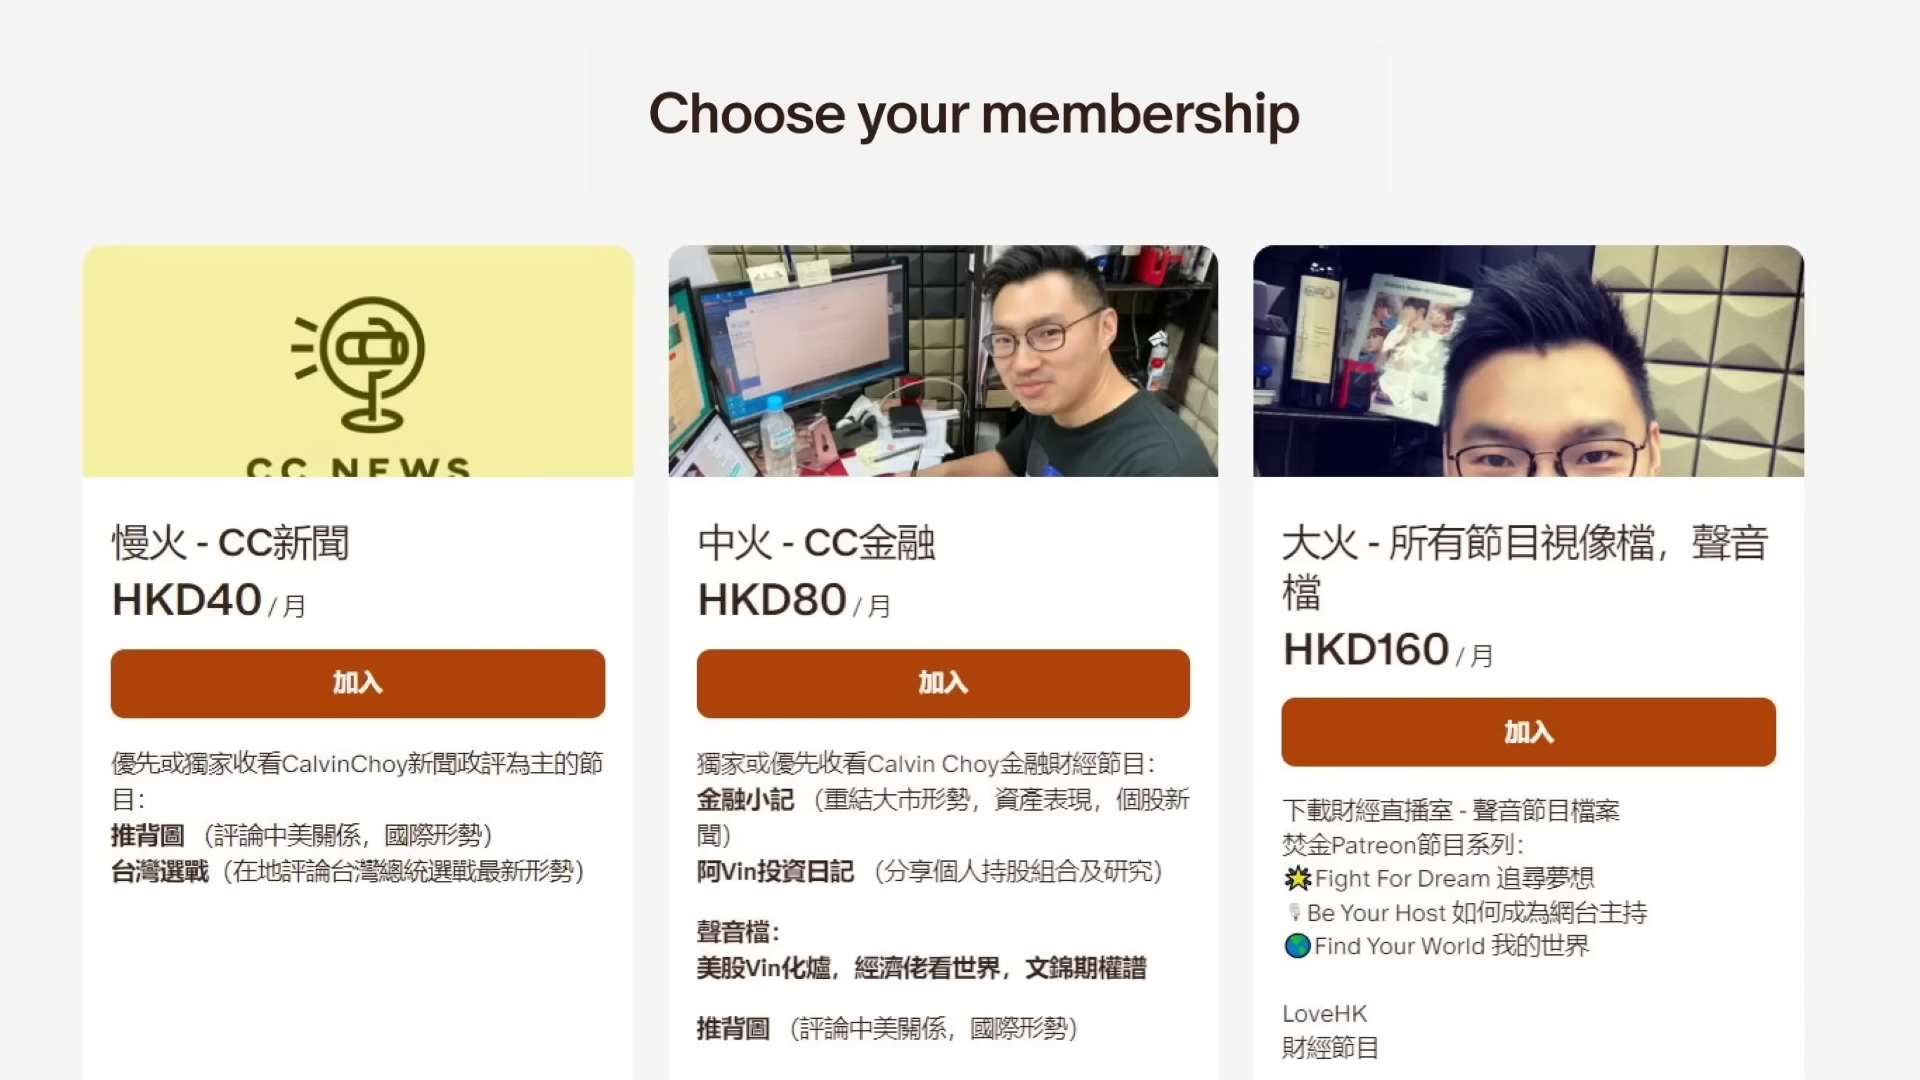 Choose your membership
CC NEWS
慢火 - CC新聞
HKD40 / 月
加入
優先或獨家收看CalvinChoy新聞政評為主的節
目：
推背圖 （評論中美關係，國際形勢）
台灣選戰（在地評論台灣總統選戰最新形勢）
中火 - CC金融
HKD80 / 月
加入
獨家或優先收看Calvin Choy金融財經節目：
金融小記 （重結大市形勢，資產表現，個股新
聞）
阿Vin投資日記 （分享個人持股組合及研究）
聲音檔：
美股Vin化爐，經濟佬看世界，文錦期權譜
推背圖 （評論中美關係，國際形勢）
大火 - 所有節目視像檔，聲音
檔
HKD160 / 月
加入
下載財經直播室 - 聲音節目檔案
焚金Patreon節目系列：
🌟Fight For Dream 追尋夢想
🎙Be Your Host 如何成為網台主持
🌎Find Your World 我的世界
LoveHK
財經節目